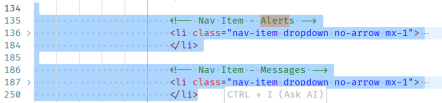 134
135 <!-- Nav Item - Alerts -->
136 > <li class="nav-item dropdown no-arrow mx-1">
184 </li>
185
186 <!-- Nav Item - Messages -->
187 > <li class="nav-item dropdown no-arrow mx-1">
250 </li> CTRL + I (Ask AI)